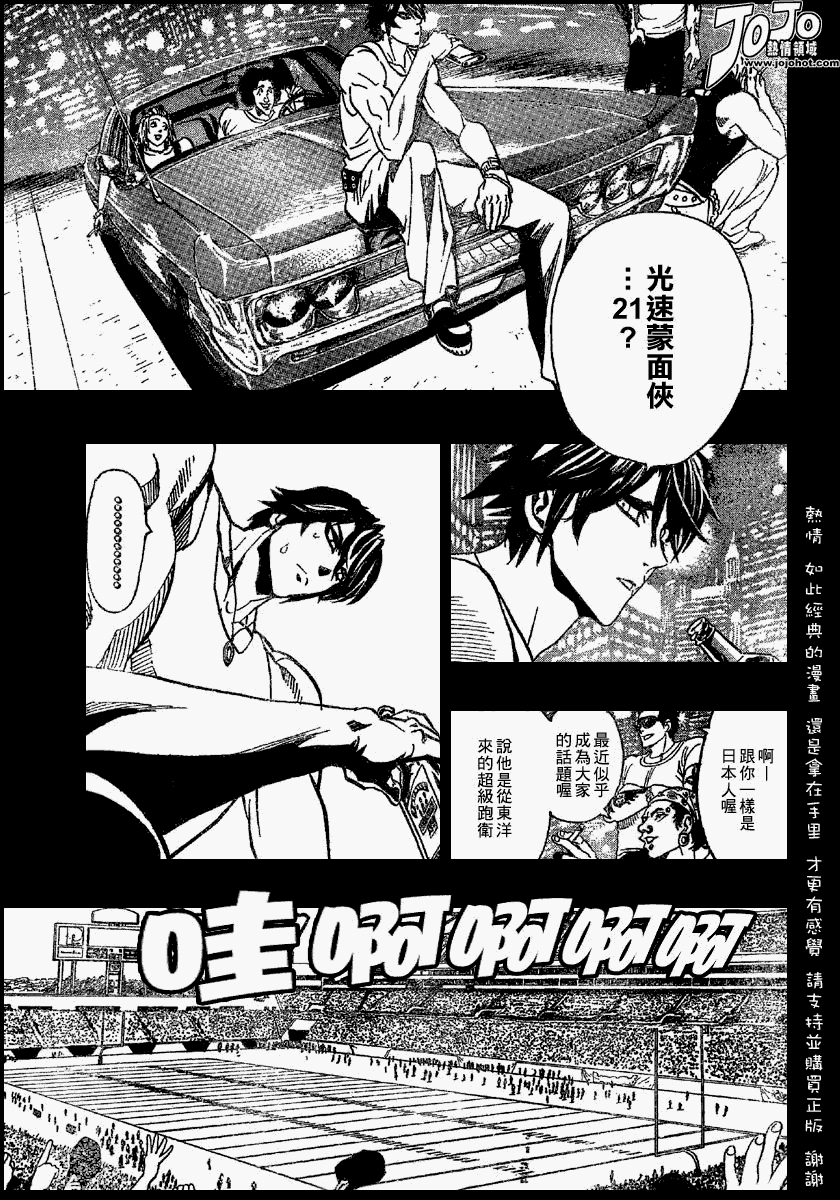 JOJO
熱情領域
www.jojohot.com
光速蒙面俠
…21？
…………
啊—
跟你一樣是
日本人喔
最近似乎
成為大家
的話題喔
說他是從東洋
來的超級跑衛
哇啊啊啊啊
熱情 如此經典的漫畫 還是拿在手里 才更有感覺 請支持並購買正版 謝謝